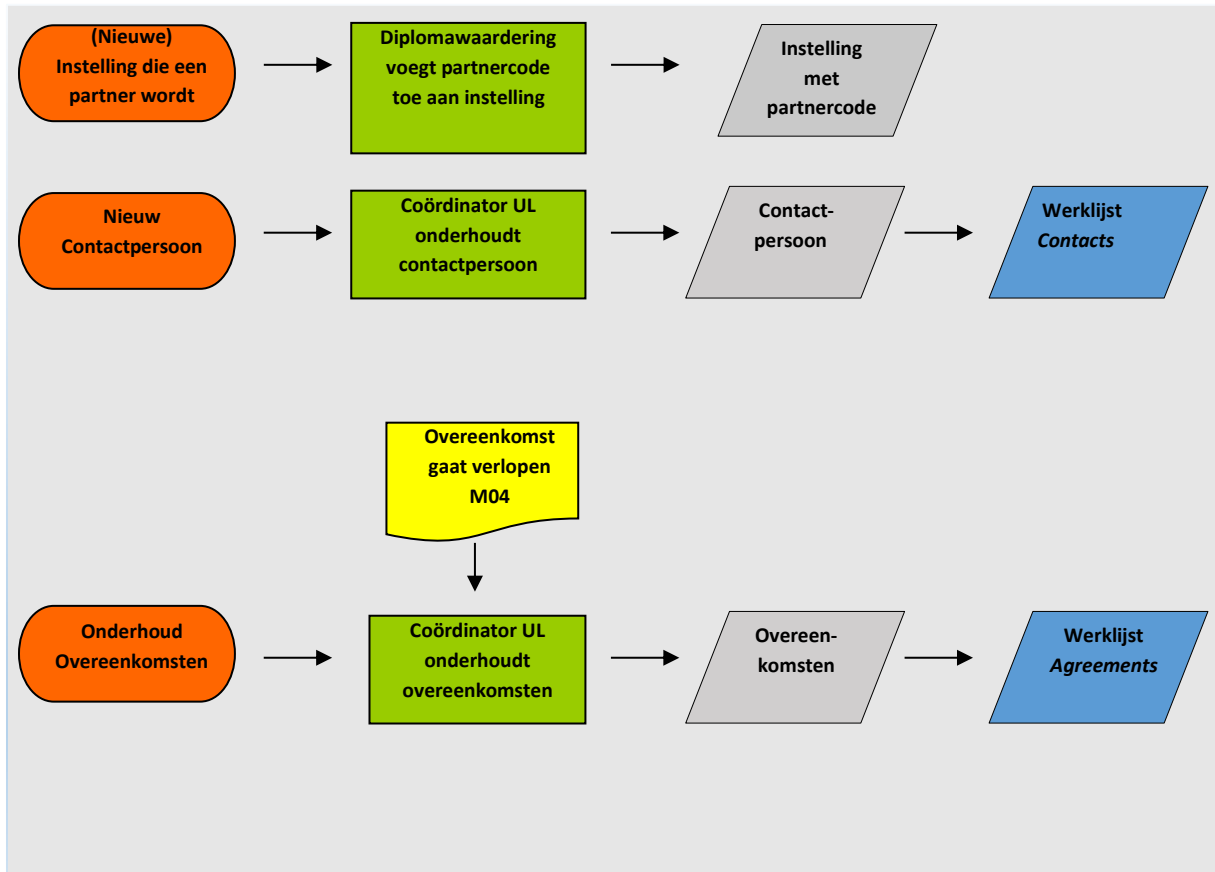 (Nieuwe)
Instelling die een
partner wordt
Diplomawaardering
voegt partnercode
toe aan instelling
Instelling
met
partnercode
Nieuw
Contactpersoon
Coördinator UL
onderhoudt
contactpersoon
Contact-
persoon
Werklijst
Contacts
Overeenkomst
gaat verlopen
M04
Onderhoud
Overeenkomsten
Coördinator UL
onderhoudt
overeenkomsten
Overeen-
komsten
Werklijst
Agreements